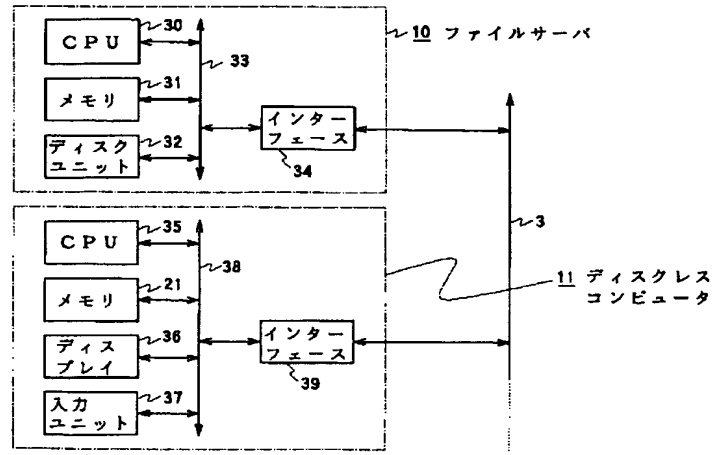 CPU
30
33
メモリ
31
ディスク
ユニット
32
インター
フェース
34
10 ファイルサーバ
CPU
35
38
メモリ
21
ディス
プレイ
36
入力
ユニット
37
インター
フェース
39
3
11 ディスクレス
コンピュータ